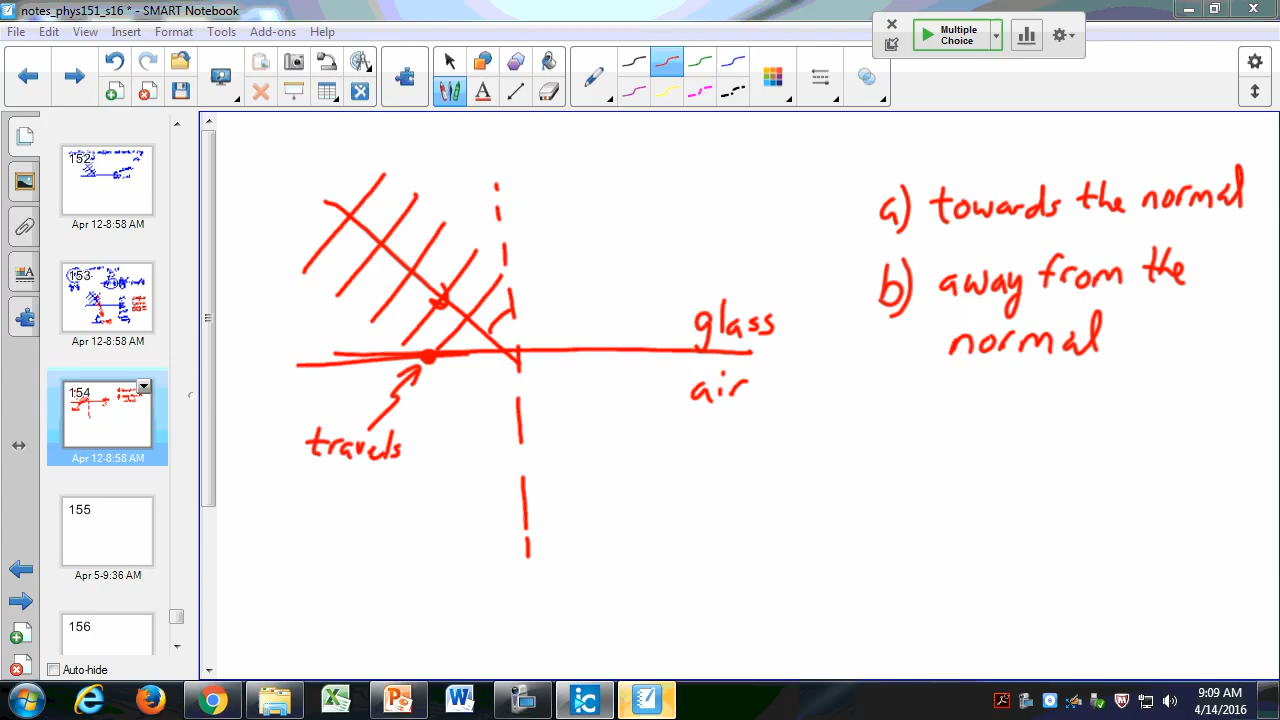 notes_phys151_s16 * - SMART Notebook
File Edit View Insert Format Tools Add-ons Help
Multiple
Choice
152
Apr 12-8:58 AM
153
Apr 12-8:58 AM
154
Apr 12-8:58 AM
155
Apr 5-9:36 AM
156
Auto-hide
a) towards the normal
b) away from the
normal
glass
air
travels
9:09 AM
4/14/2016